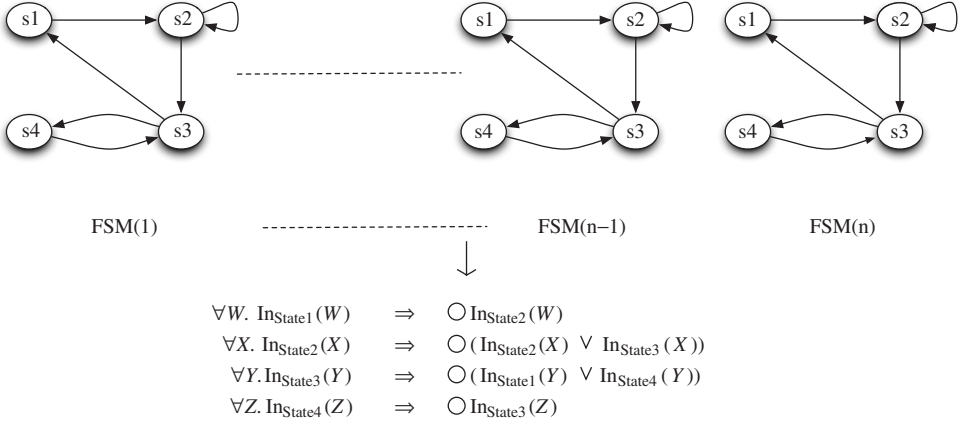 s1 s2 s1 s2 s1 s2
s4 s3 s4 s3 s4 s3
FSM(1) FSM(n−1) FSM(n)
∀W. In_State1(W) ⇒ ○In_State2(W)
∀X. In_State2(X) ⇒ ○(In_State2(X) ∨ In_State3(X))
∀Y. In_State3(Y) ⇒ ○(In_State1(Y) ∨ In_State4(Y))
∀Z. In_State4(Z) ⇒ ○In_State3(Z)